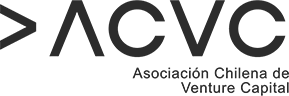 ACVC
Asociación Chilena de
Venture Capital